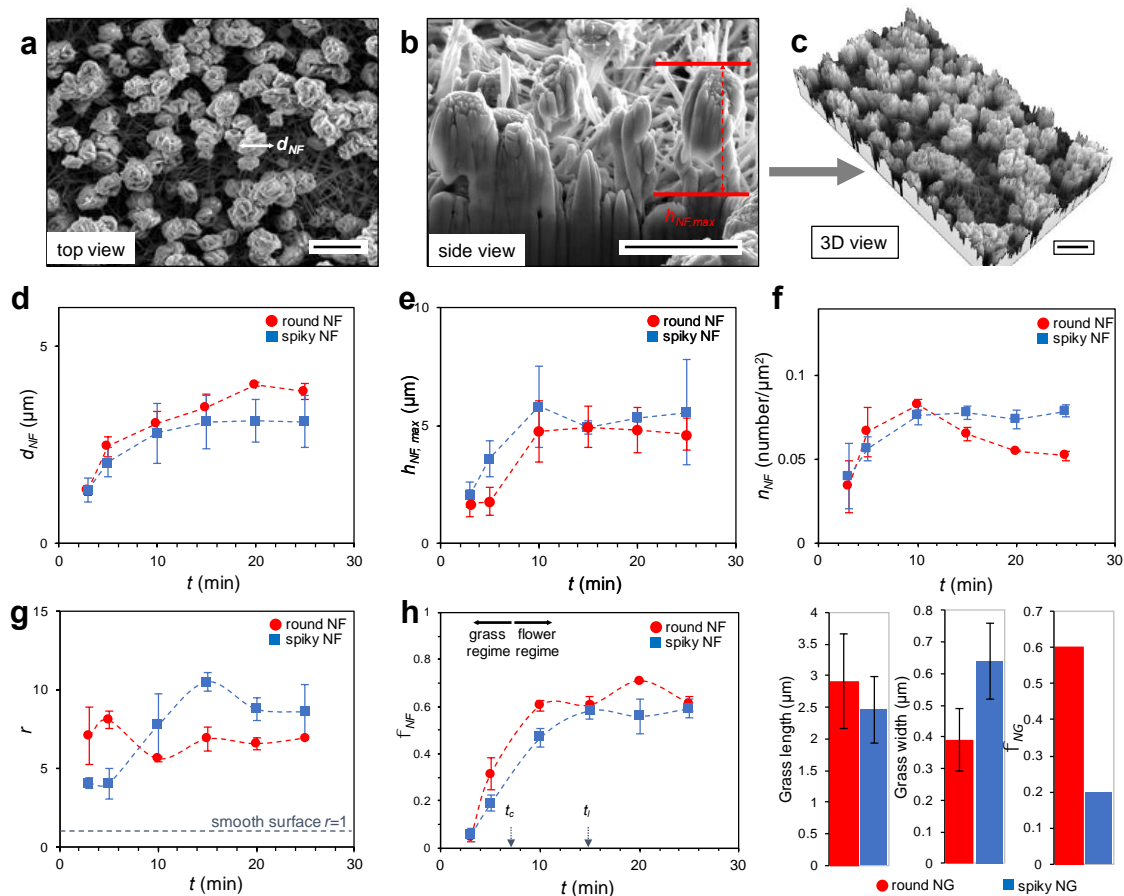 a
d_NF
top view
b
h_NF,max
side view
c
3D view
d
round NF
spiky NF
5
0
d_NF (μm)
0 10 20 30
t (min)
e
round NF
spiky NF
10
5
0
h_NF, max (μm)
0 10 20 30
t (min)
f
round NF
spiky NF
0.1
0.05
0
n_NF (number/μm²)
0 10 20 30
t (min)
g
round NF
spiky NF
15
10
5
0
r
smooth surface r=1
0 10 20 30
t (min)
h
grass regime
flower regime
round NF
spiky NF
1
0.8
0.6
0.4
0.2
0
f_NF
t_c
t_l
0 10 20 30
t (min)
4
3.5
3
2.5
2
1.5
1
0.5
0
Grass length (μm)
0.8
0.7
0.6
0.5
0.4
0.3
0.2
0.1
0
Grass width (μm)
0.7
0.6
0.5
0.4
0.3
0.2
0.1
0
f_NG
round NG
spiky NG